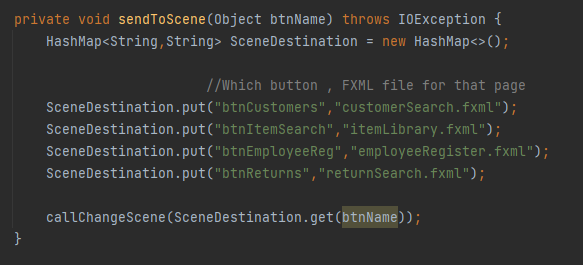 private void sendToScene(Object btnName) throws IOException {
HashMap<String,String> SceneDestination = new HashMap<>();
//Which button , FXML file for that page
SceneDestination.put("btnCustomers","customerSearch.fxml");
SceneDestination.put("btnItemSearch","itemLibrary.fxml");
SceneDestination.put("btnEmployeeReg","employeeRegister.fxml");
SceneDestination.put("btnReturns","returnSearch.fxml");
callChangeScene(SceneDestination.get(btnName));
}